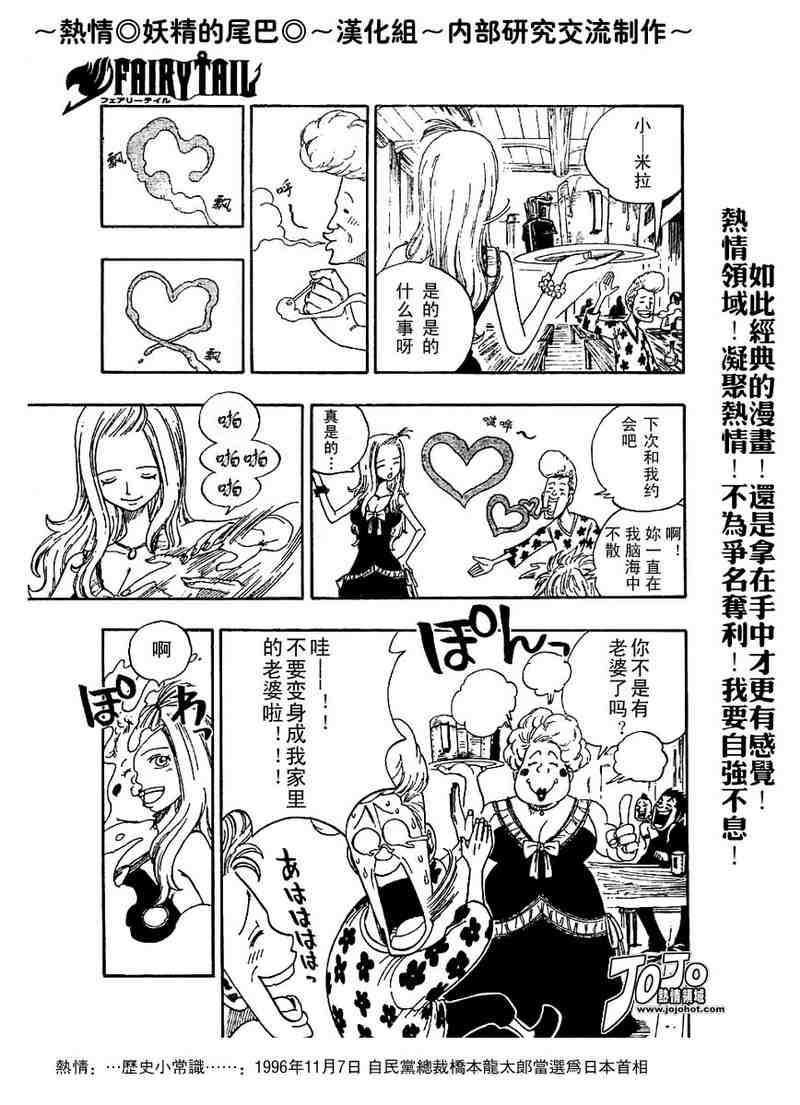 ～熱情◎妖精的尾巴◎～漢化組～内部研究交流制作～
FAIRY TAIL
フェアリーテイル
小—米拉
是的是的
什么事呀
呼～
飘
飘
飘
下次和我约
会吧
啊！
妳一直在
我脑海中
不散
真是的…
啪
啪啪
啪
你不是有
老婆了吗？
ぽんっ
哇——！！
不要变身成我家里
的老婆啦！！！
あはははは
啊
ぽわっ
如此經典的漫畫！還是拿在手中才更有感覺！
熱情領域！凝聚熱情！不為爭名奪利！我要自強不息！
JOJO
熱情領域
www.jojohot.com
熱情：…歷史小常識……：1996年11月7日 自民黨總裁橋本龍太郎當選爲日本首相